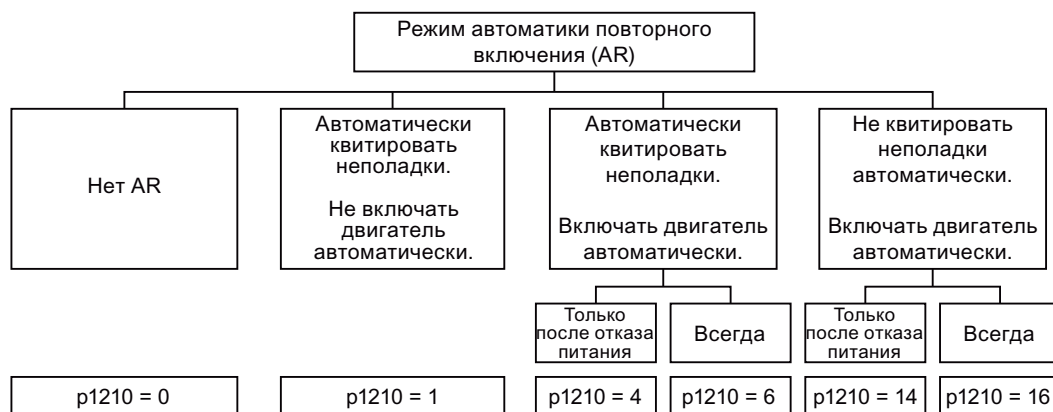 Режим автоматики повторного
включения (AR)
Нет AR
Автоматически
квитировать
неполадки.
Не включать
двигатель
автоматически.
Автоматически
квитировать
неполадки.
Включать двигатель
автоматически.
Не квитировать
неполадки
автоматически.
Включать двигатель
автоматически.
Только
после отказа
питания
Всегда
Только
после отказа
питания
Всегда
p1210 = 0
p1210 = 1
p1210 = 4
p1210 = 6
p1210 = 14
p1210 = 16